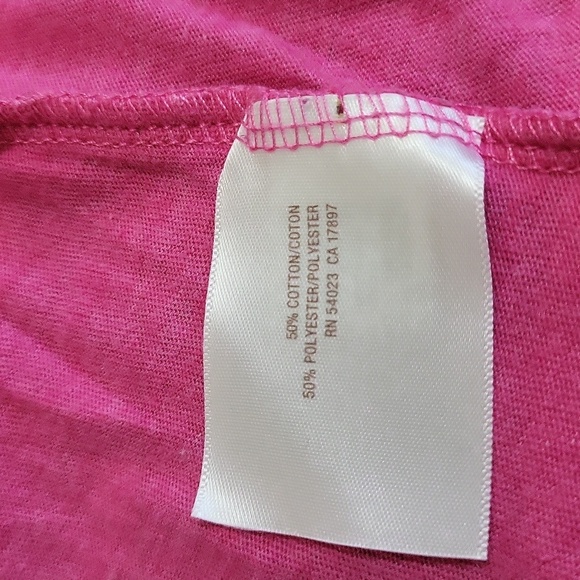 50% COTTON/COTON
50% POLYESTER/POLYESTER
RN 54023 CA 17897